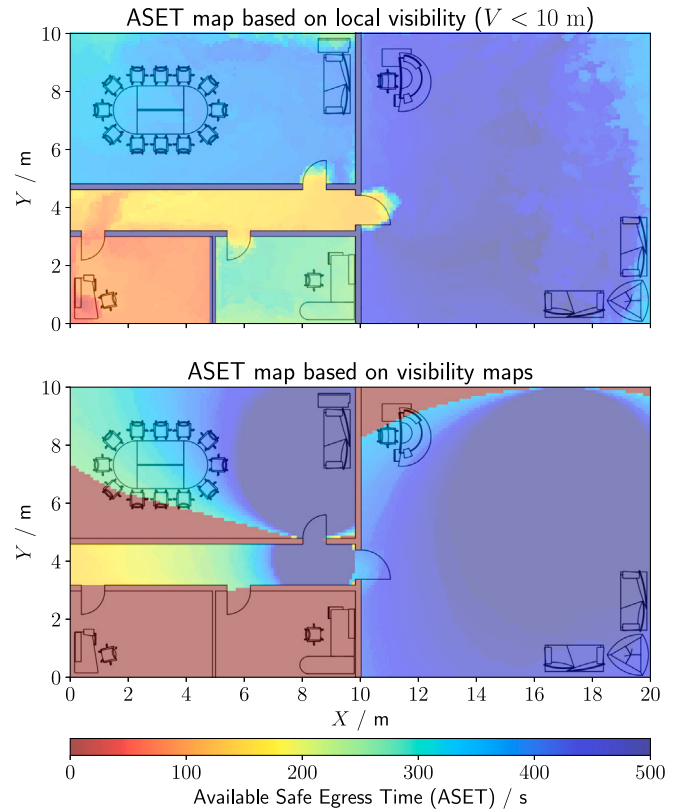 ASET map based on local visibility (V < 10 m)
10
8
6
4
2
0
Y / m
ASET map based on visibility maps
10
8
6
4
2
0
Y / m
0 2 4 6 8 10 12 14 16 18 20
X / m
0 100 200 300 400 500
Available Safe Egress Time (ASET) / s